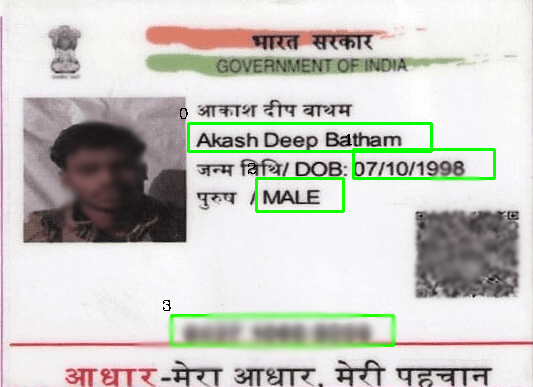 भारत सरकार
GOVERNMENT OF INDIA
0
आकाश दीप बाथम
Akash Deep Batham
1
जन्म तिथि/ DOB: 07/10/1998
2
पुरुष / MALE
3
आधार-मेरा आधार, मेरी पहचान